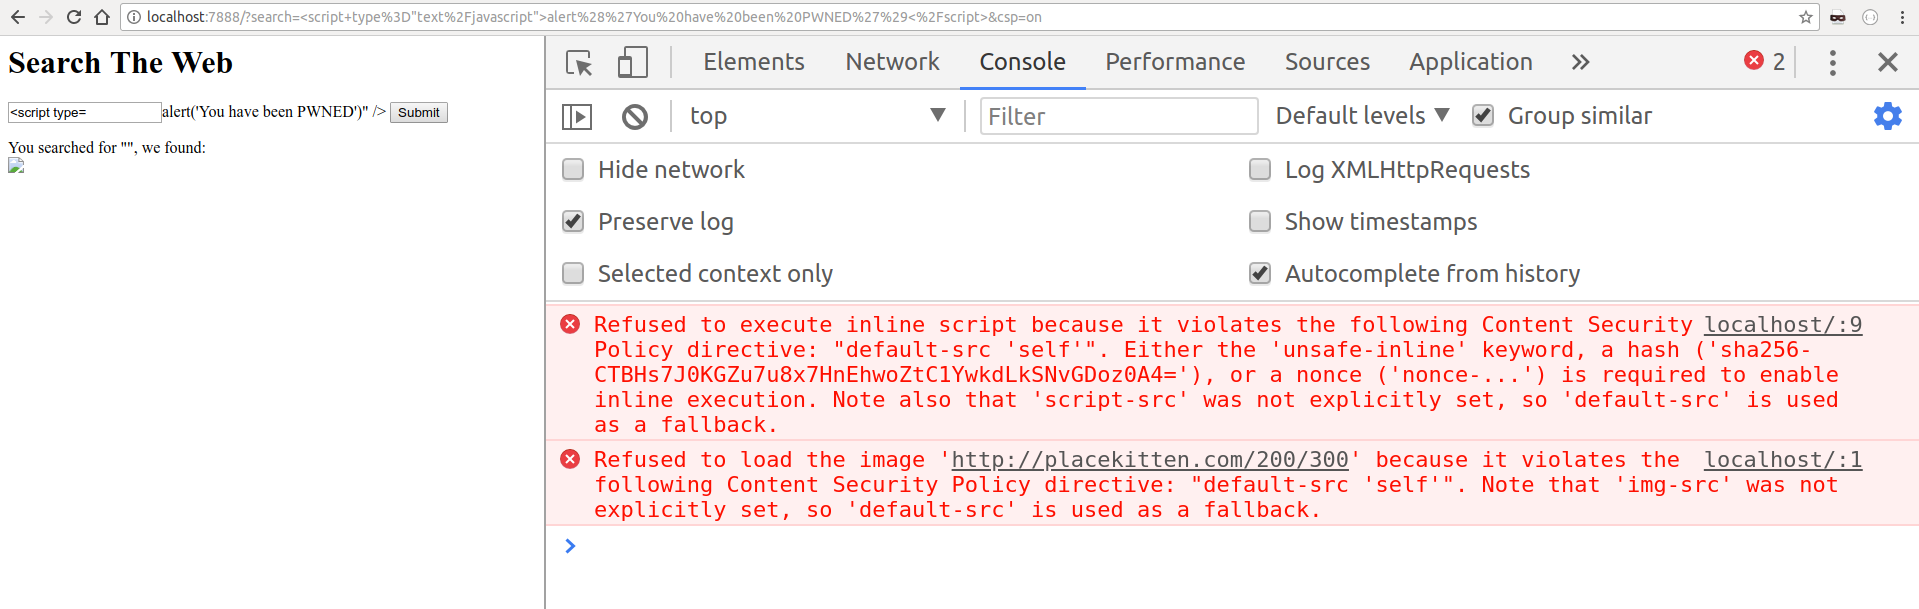 localhost:7888/?search=<script+type%3D"text%2Fjavascript">alert%28%27You%20have%20been%20PWNED%27%29<%2Fscript>&csp=on
Search The Web
<script type= alert('You have been PWNED')" /> Submit
You searched for "", we found:
Elements Network Console Performance Sources Application » 2
top Filter Default levels Group similar
Hide network Log XMLHttpRequests
Preserve log Show timestamps
Selected context only Autocomplete from history
Refused to execute inline script because it violates the following Content Security localhost/:9
Policy directive: "default-src 'self'". Either the 'unsafe-inline' keyword, a hash ('sha256-
CTBHs7J0KGZu7u8x7HnEhwoZtC1YwkdLkSNvGDoz0A4='), or a nonce ('nonce-...') is required to enable
inline execution. Note also that 'script-src' was not explicitly set, so 'default-src' is used
as a fallback.
Refused to load the image 'http://placekitten.com/200/300' because it violates the localhost/:1
following Content Security Policy directive: "default-src 'self'". Note that 'img-src' was not
explicitly set, so 'default-src' is used as a fallback.